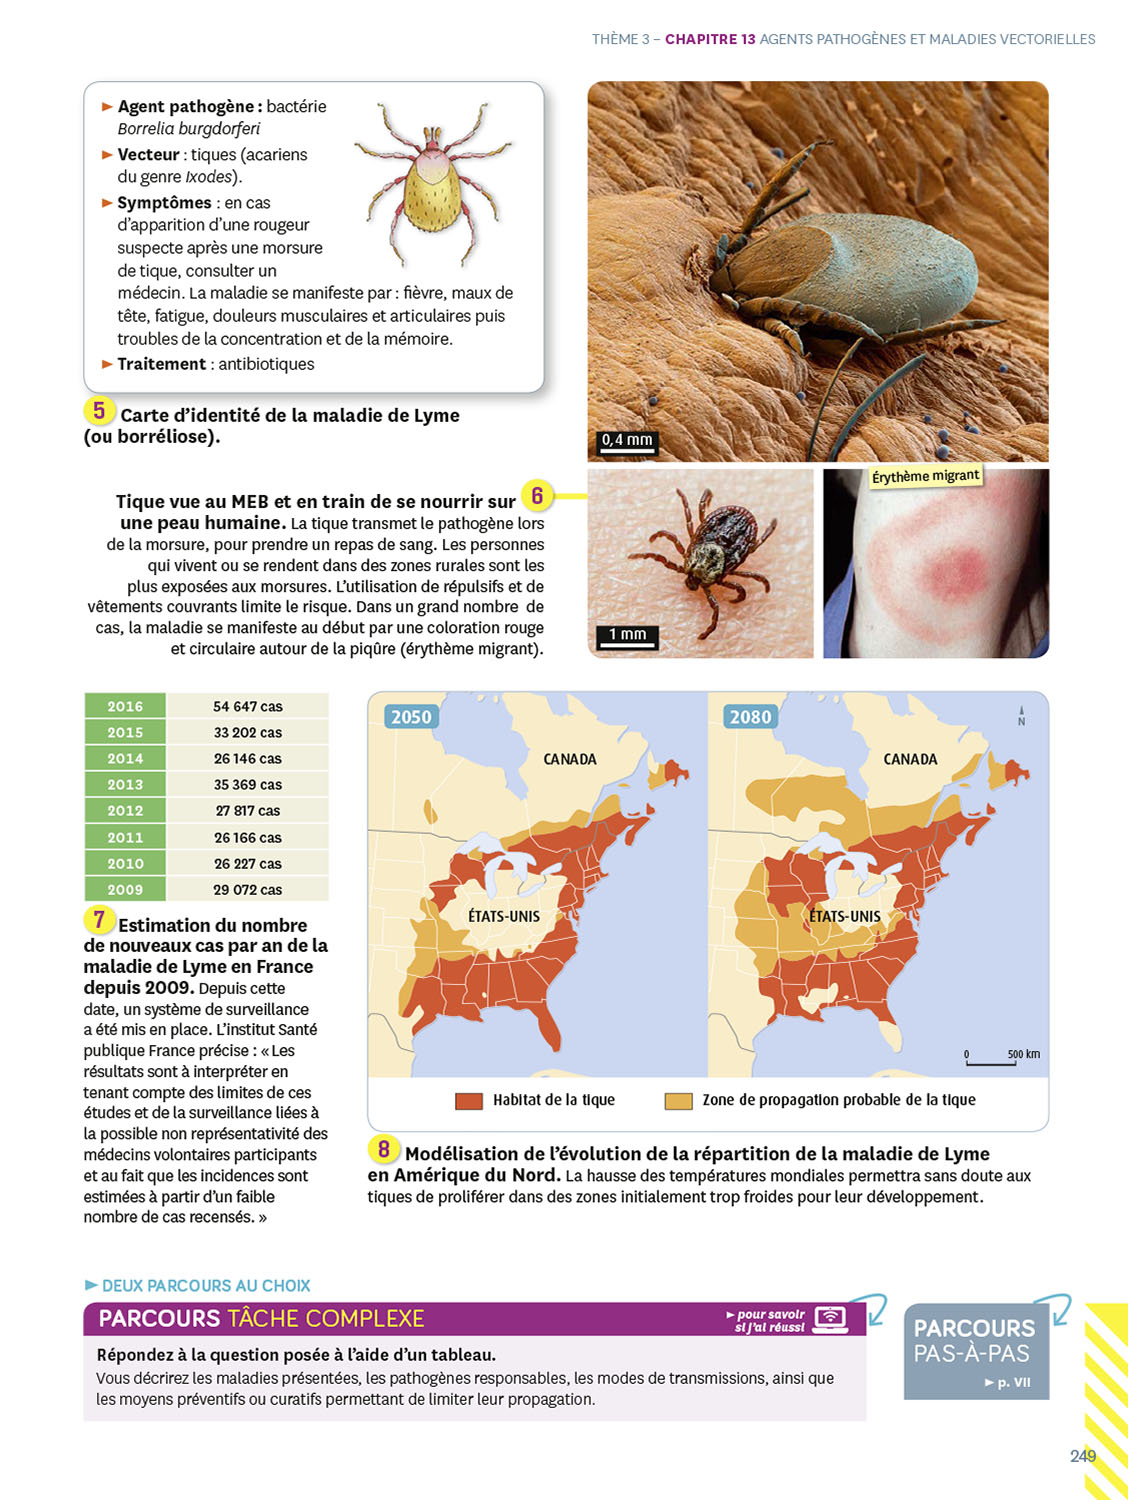 THÈME 3 – CHAPITRE 13 AGENTS PATHOGÈNES ET MALADIES VECTORIELLES
► Agent pathogène : bactérie
Borrelia burgdorferi
► Vecteur : tiques (acariens
du genre Ixodes).
► Symptômes : en cas
d'apparition d'une rougeur
suspecte après une morsure
de tique, consulter un
médecin. La maladie se manifeste par : fièvre, maux de
tête, fatigue, douleurs musculaires et articulaires puis
troubles de la concentration et de la mémoire.
► Traitement : antibiotiques
5 Carte d'identité de la maladie de Lyme
(ou borréliose).
0,4 mm
Tique vue au MEB et en train de se nourrir sur 6
une peau humaine. La tique transmet le pathogène lors
de la morsure, pour prendre un repas de sang. Les personnes
qui vivent ou se rendent dans des zones rurales sont les
plus exposées aux morsures. L'utilisation de répulsifs et de
vêtements couvrants limite le risque. Dans un grand nombre de
cas, la maladie se manifeste au début par une coloration rouge
et circulaire autour de la piqûre (érythème migrant).
1 mm
Érythème migrant
2016 54 647 cas
2015 33 202 cas
2014 26 146 cas
2013 35 369 cas
2012 27 817 cas
2011 26 166 cas
2010 26 227 cas
2009 29 072 cas
7 Estimation du nombre
de nouveaux cas par an de la
maladie de Lyme en France
depuis 2009. Depuis cette
date, un système de surveillance
a été mis en place. L'institut Santé
publique France précise : « Les
résultats sont à interpréter en
tenant compte des limites de ces
études et de la surveillance liées à
la possible non représentativité des
médecins volontaires participants
et au fait que les incidences sont
estimées à partir d'un faible
nombre de cas recensés. »
2050
CANADA
ÉTATS-UNIS
2080
N
CANADA
ÉTATS-UNIS
0 500 km
Habitat de la tique
Zone de propagation probable de la tique
8 Modélisation de l'évolution de la répartition de la maladie de Lyme
en Amérique du Nord. La hausse des températures mondiales permettra sans doute aux
tiques de proliférer dans des zones initialement trop froides pour leur développement.
► DEUX PARCOURS AU CHOIX
PARCOURS TÂCHE COMPLEXE
► pour savoir
si j'ai réussi
Répondez à la question posée à l'aide d'un tableau.
Vous décrirez les maladies présentées, les pathogènes responsables, les modes de transmissions, ainsi que
les moyens préventifs ou curatifs permettant de limiter leur propagation.
PARCOURS
PAS-À-PAS
► p. VII
249